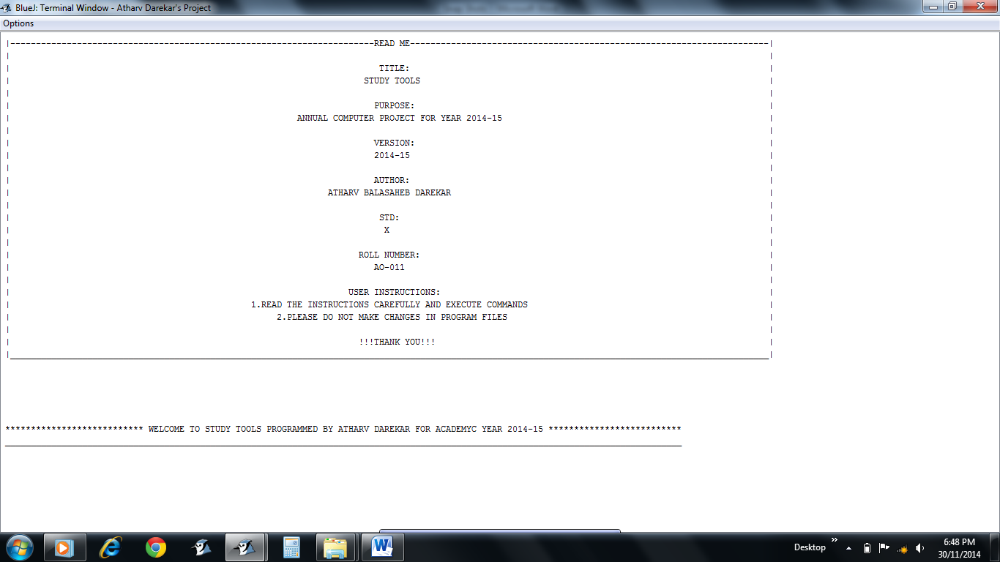 BlueJ: Terminal Window - Atharv Darekar's Project
Options
READ ME
TITLE:
STUDY TOOLS
PURPOSE:
ANNUAL COMPUTER PROJECT FOR YEAR 2014-15
VERSION:
2014-15
AUTHOR:
ATHARV BALASAHEB DAREKAR
STD:
X
ROLL NUMBER:
AO-011
USER INSTRUCTIONS:
1.READ THE INSTRUCTIONS CAREFULLY AND EXECUTE COMMANDS
2.PLEASE DO NOT MAKE CHANGES IN PROGRAM FILES
!!!THANK YOU!!!
*************************** WELCOME TO STUDY TOOLS PROGRAMMED BY ATHARV DAREKAR FOR ACADEMYC YEAR 2014-15 **************************
Desktop
6:48 PM
30/11/2014